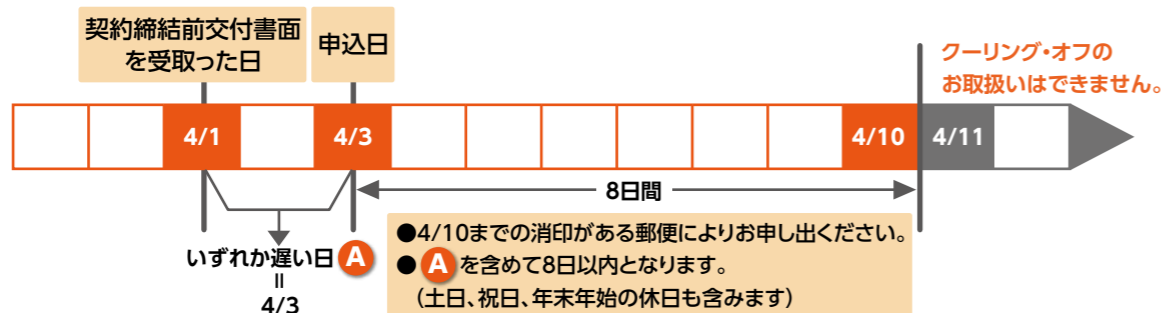 契約締結前交付書面
を受取った日
申込日
クーリング・オフの
お取扱いはできません。
4/1
4/3
4/10
4/11
8日間
いずれか遅い日 A
=
4/3
●4/10までの消印がある郵便によりお申し出ください。
● A を含めて8日以内となります。
(土日、祝日、年末年始の休日も含みます)